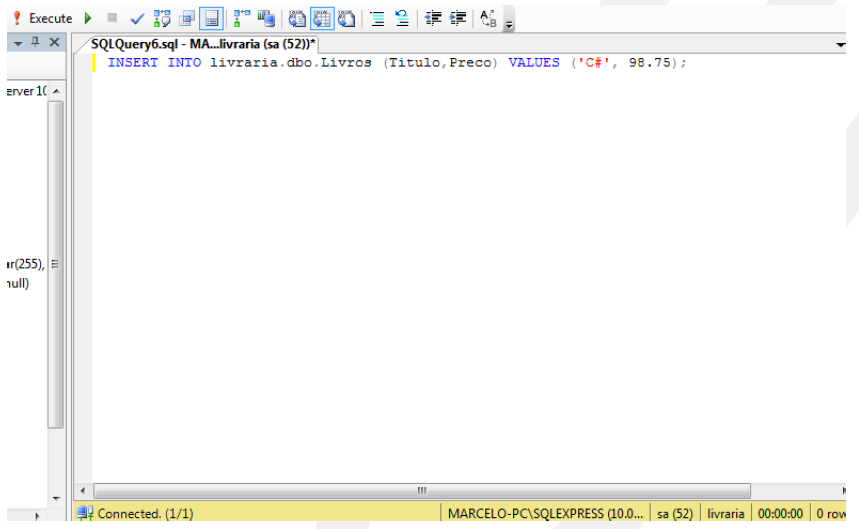 Execute
SQLQuery6.sql - MA...livraria (sa (52))*
INSERT INTO livraria.dbo.Livros (Titulo,Preco) VALUES ('C#', 98.75);
erver 1(
ar(255),
null)
Connected. (1/1)
MARCELO-PC\SQLEXPRESS (10.0... sa (52) livraria 00:00:00 0 row